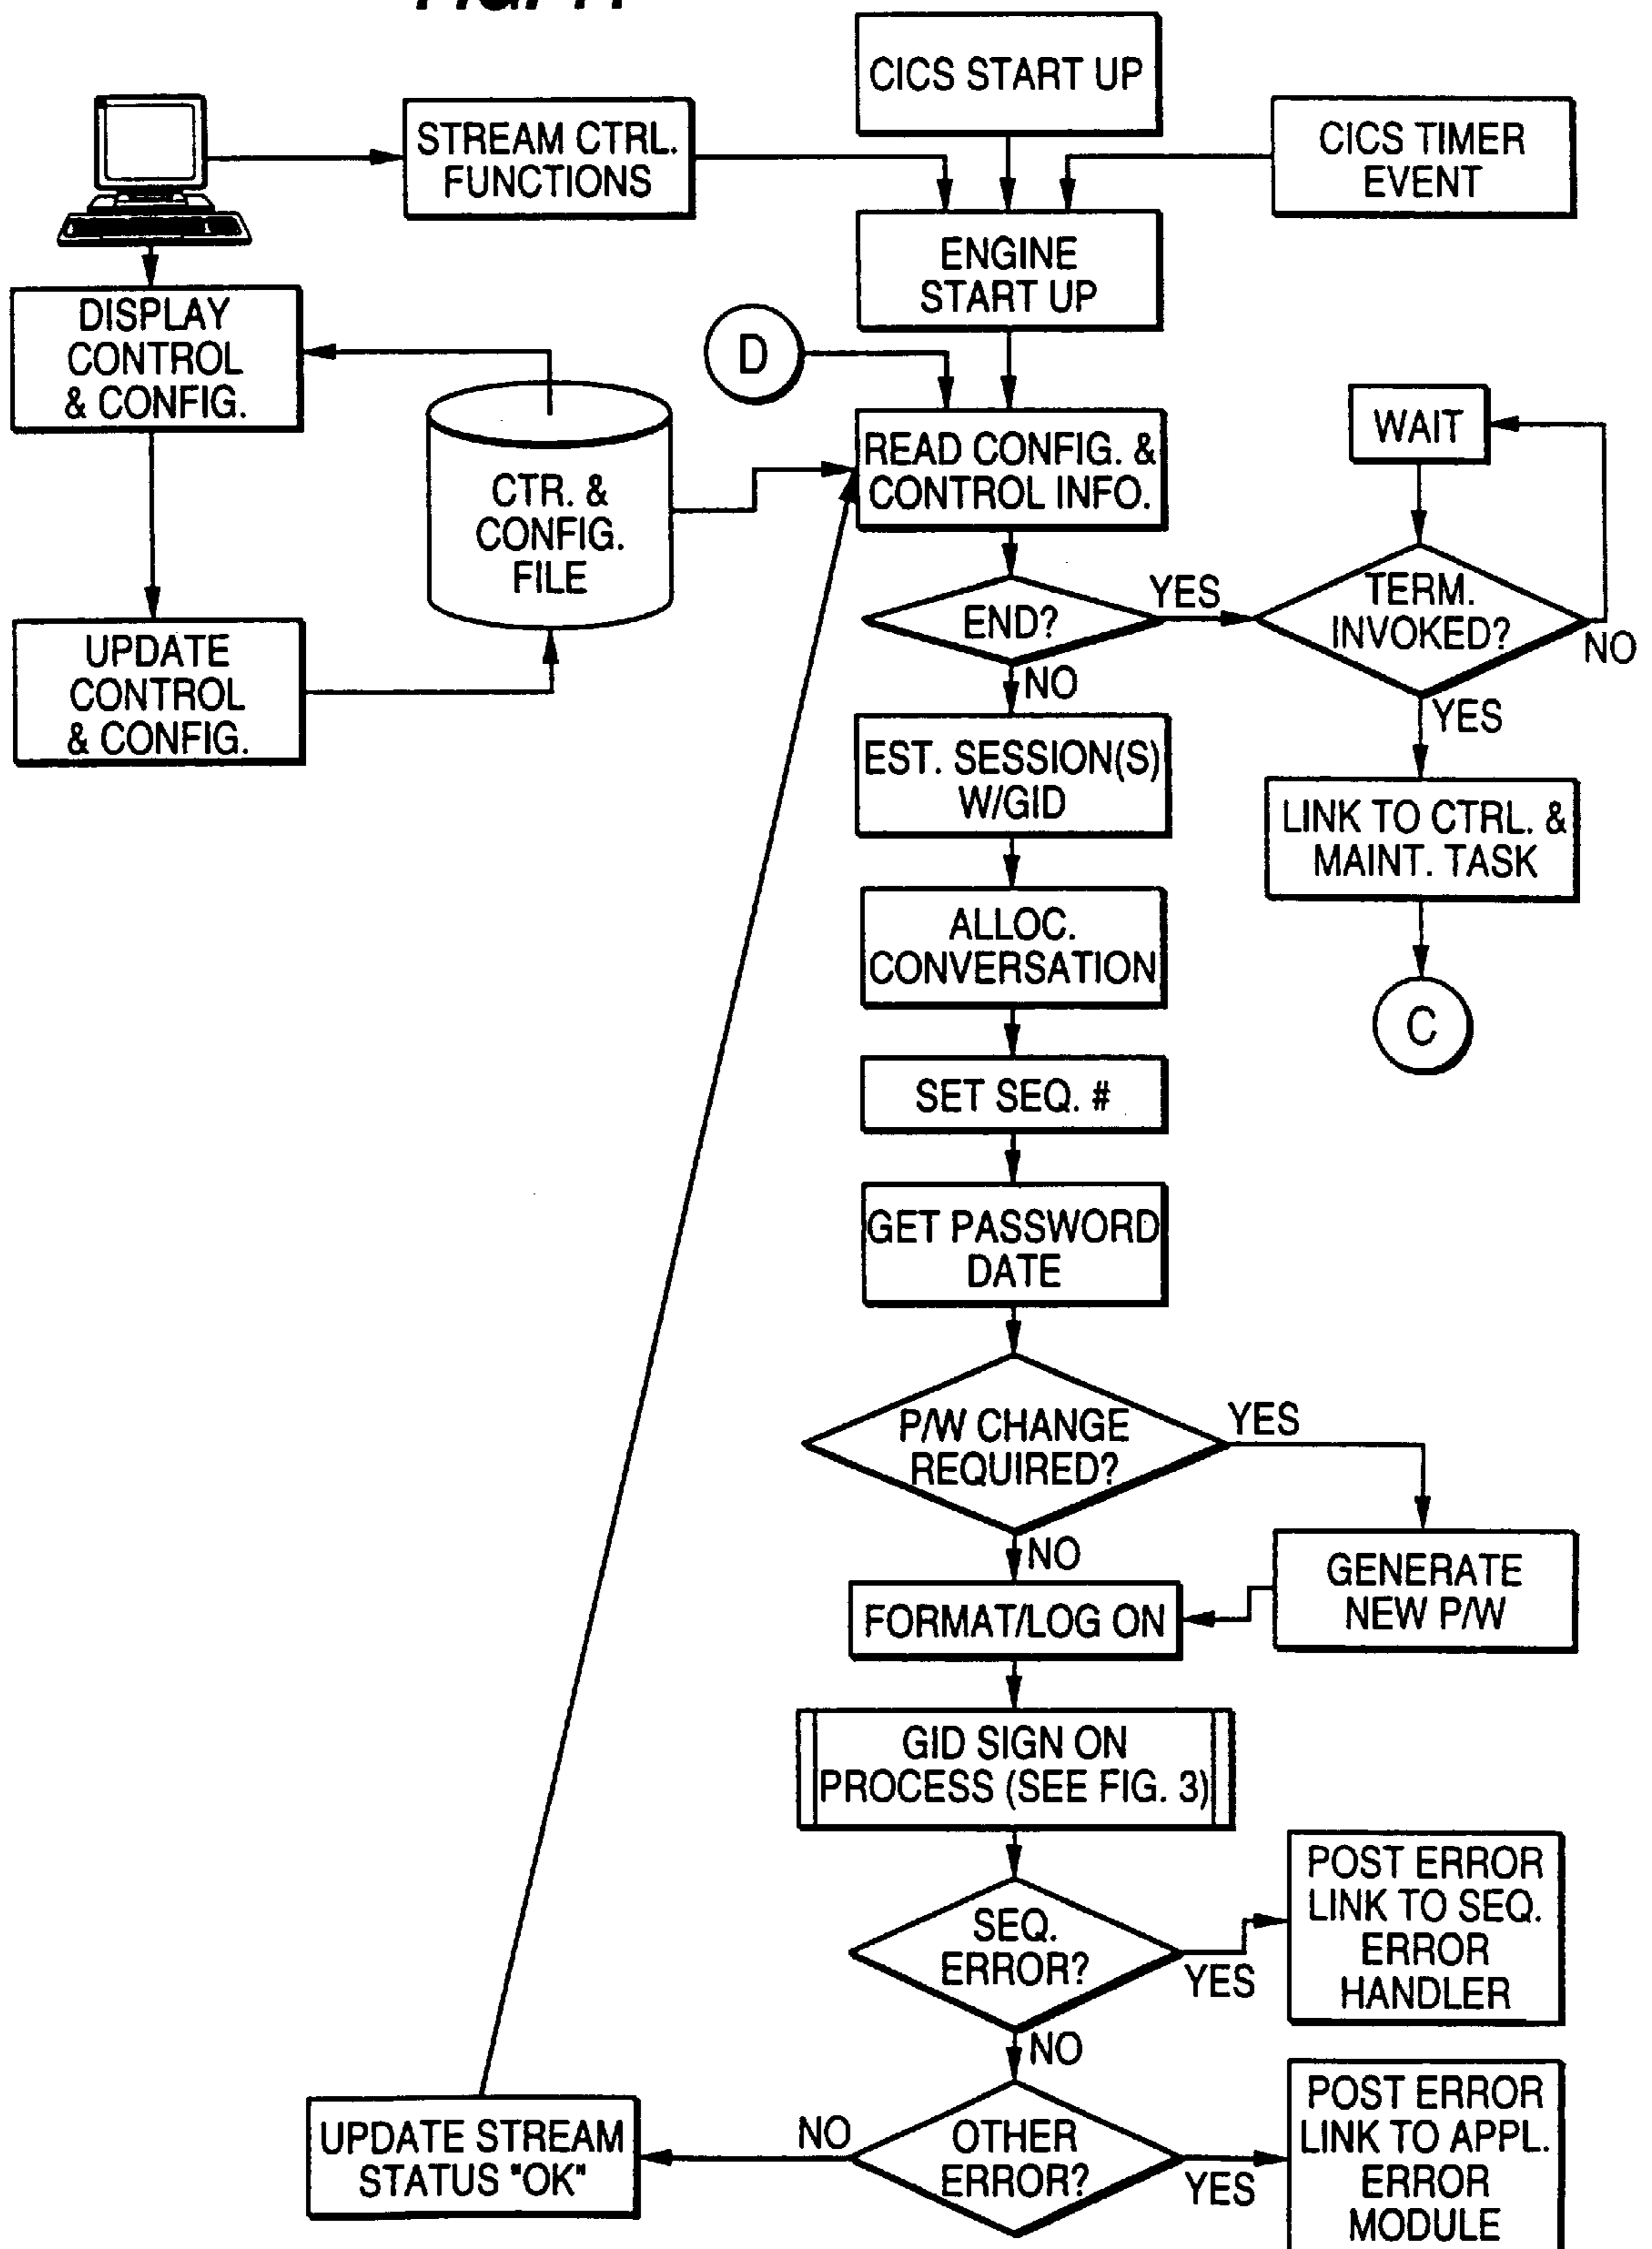 CICS START UP
STREAM CTRL.
FUNCTIONS
CICS TIMER
EVENT
ENGINE
START UP
DISPLAY
CONTROL
& CONFIG.
D
CTR. &
CONFIG.
FILE
READ CONFIG. &
CONTROL INFO.
WAIT
END?
YES
TERM.
INVOKED?
NO
NO
YES
UPDATE
CONTROL
& CONFIG.
EST. SESSION(S)
W/GID
LINK TO CTRL. &
MAINT. TASK
ALLOC.
CONVERSATION
C
SET SEQ. #
GET PASSWORD
DATE
P/W CHANGE
REQUIRED?
YES
NO
GENERATE
NEW P/W
FORMAT/LOG ON
GID SIGN ON
PROCESS (SEE FIG. 3)
SEQ.
ERROR?
YES
POST ERROR
LINK TO SEQ.
ERROR
HANDLER
NO
OTHER
ERROR?
NO
YES
UPDATE STREAM
STATUS "OK"
POST ERROR
LINK TO APPL.
ERROR
MODULE